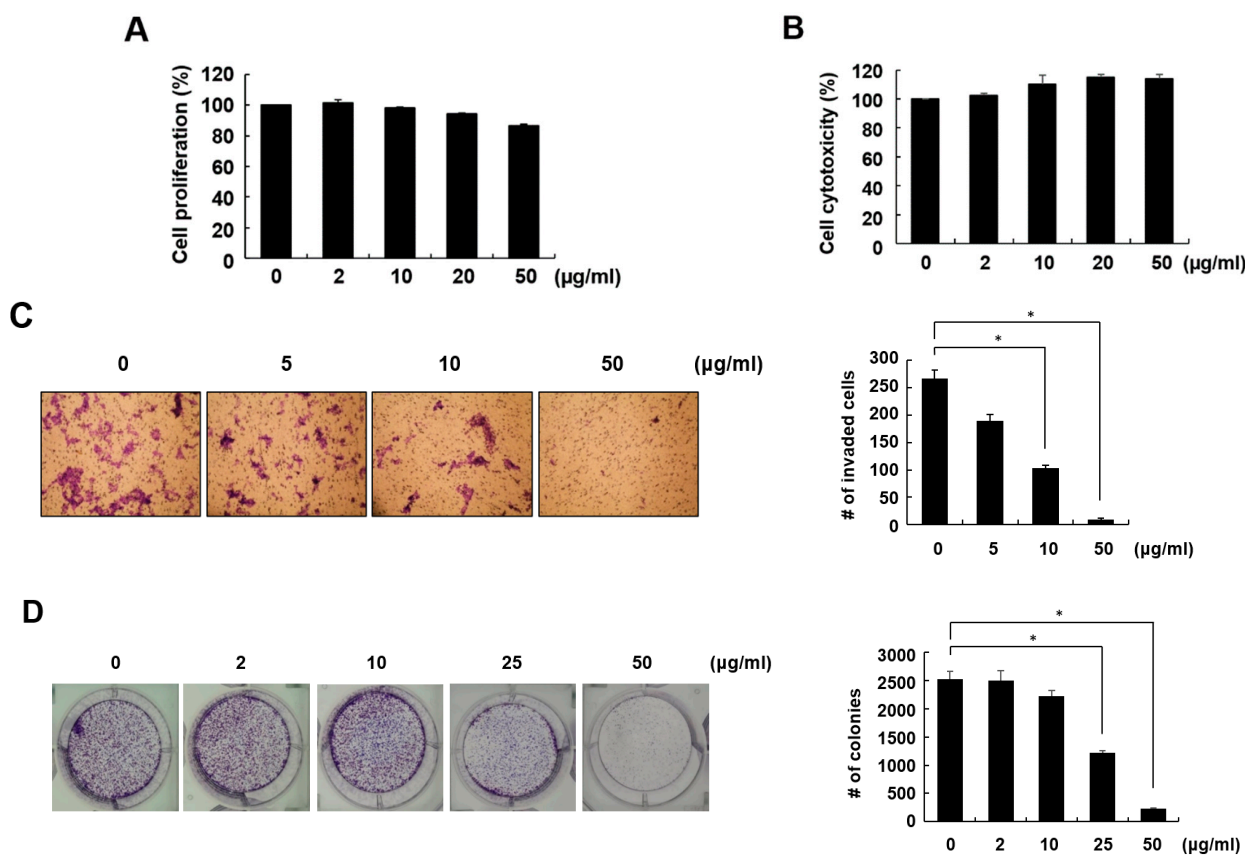 A
Cell proliferation (%)
120
100
80
60
40
20
0
0 2 10 20 50 (µg/ml)
B
Cell cytotoxicity (%)
120
100
80
60
40
20
0
0 2 10 20 50 (µg/ml)
C
0 5 10 50 (µg/ml)
# of invaded cells
300
250
200
150
100
50
0
* 
*
0 5 10 50 (µg/ml)
D
0 2 10 25 50 (µg/ml)
# of colonies
3000
2500
2000
1500
1000
500
0
*
*
0 2 10 25 50 (µg/ml)